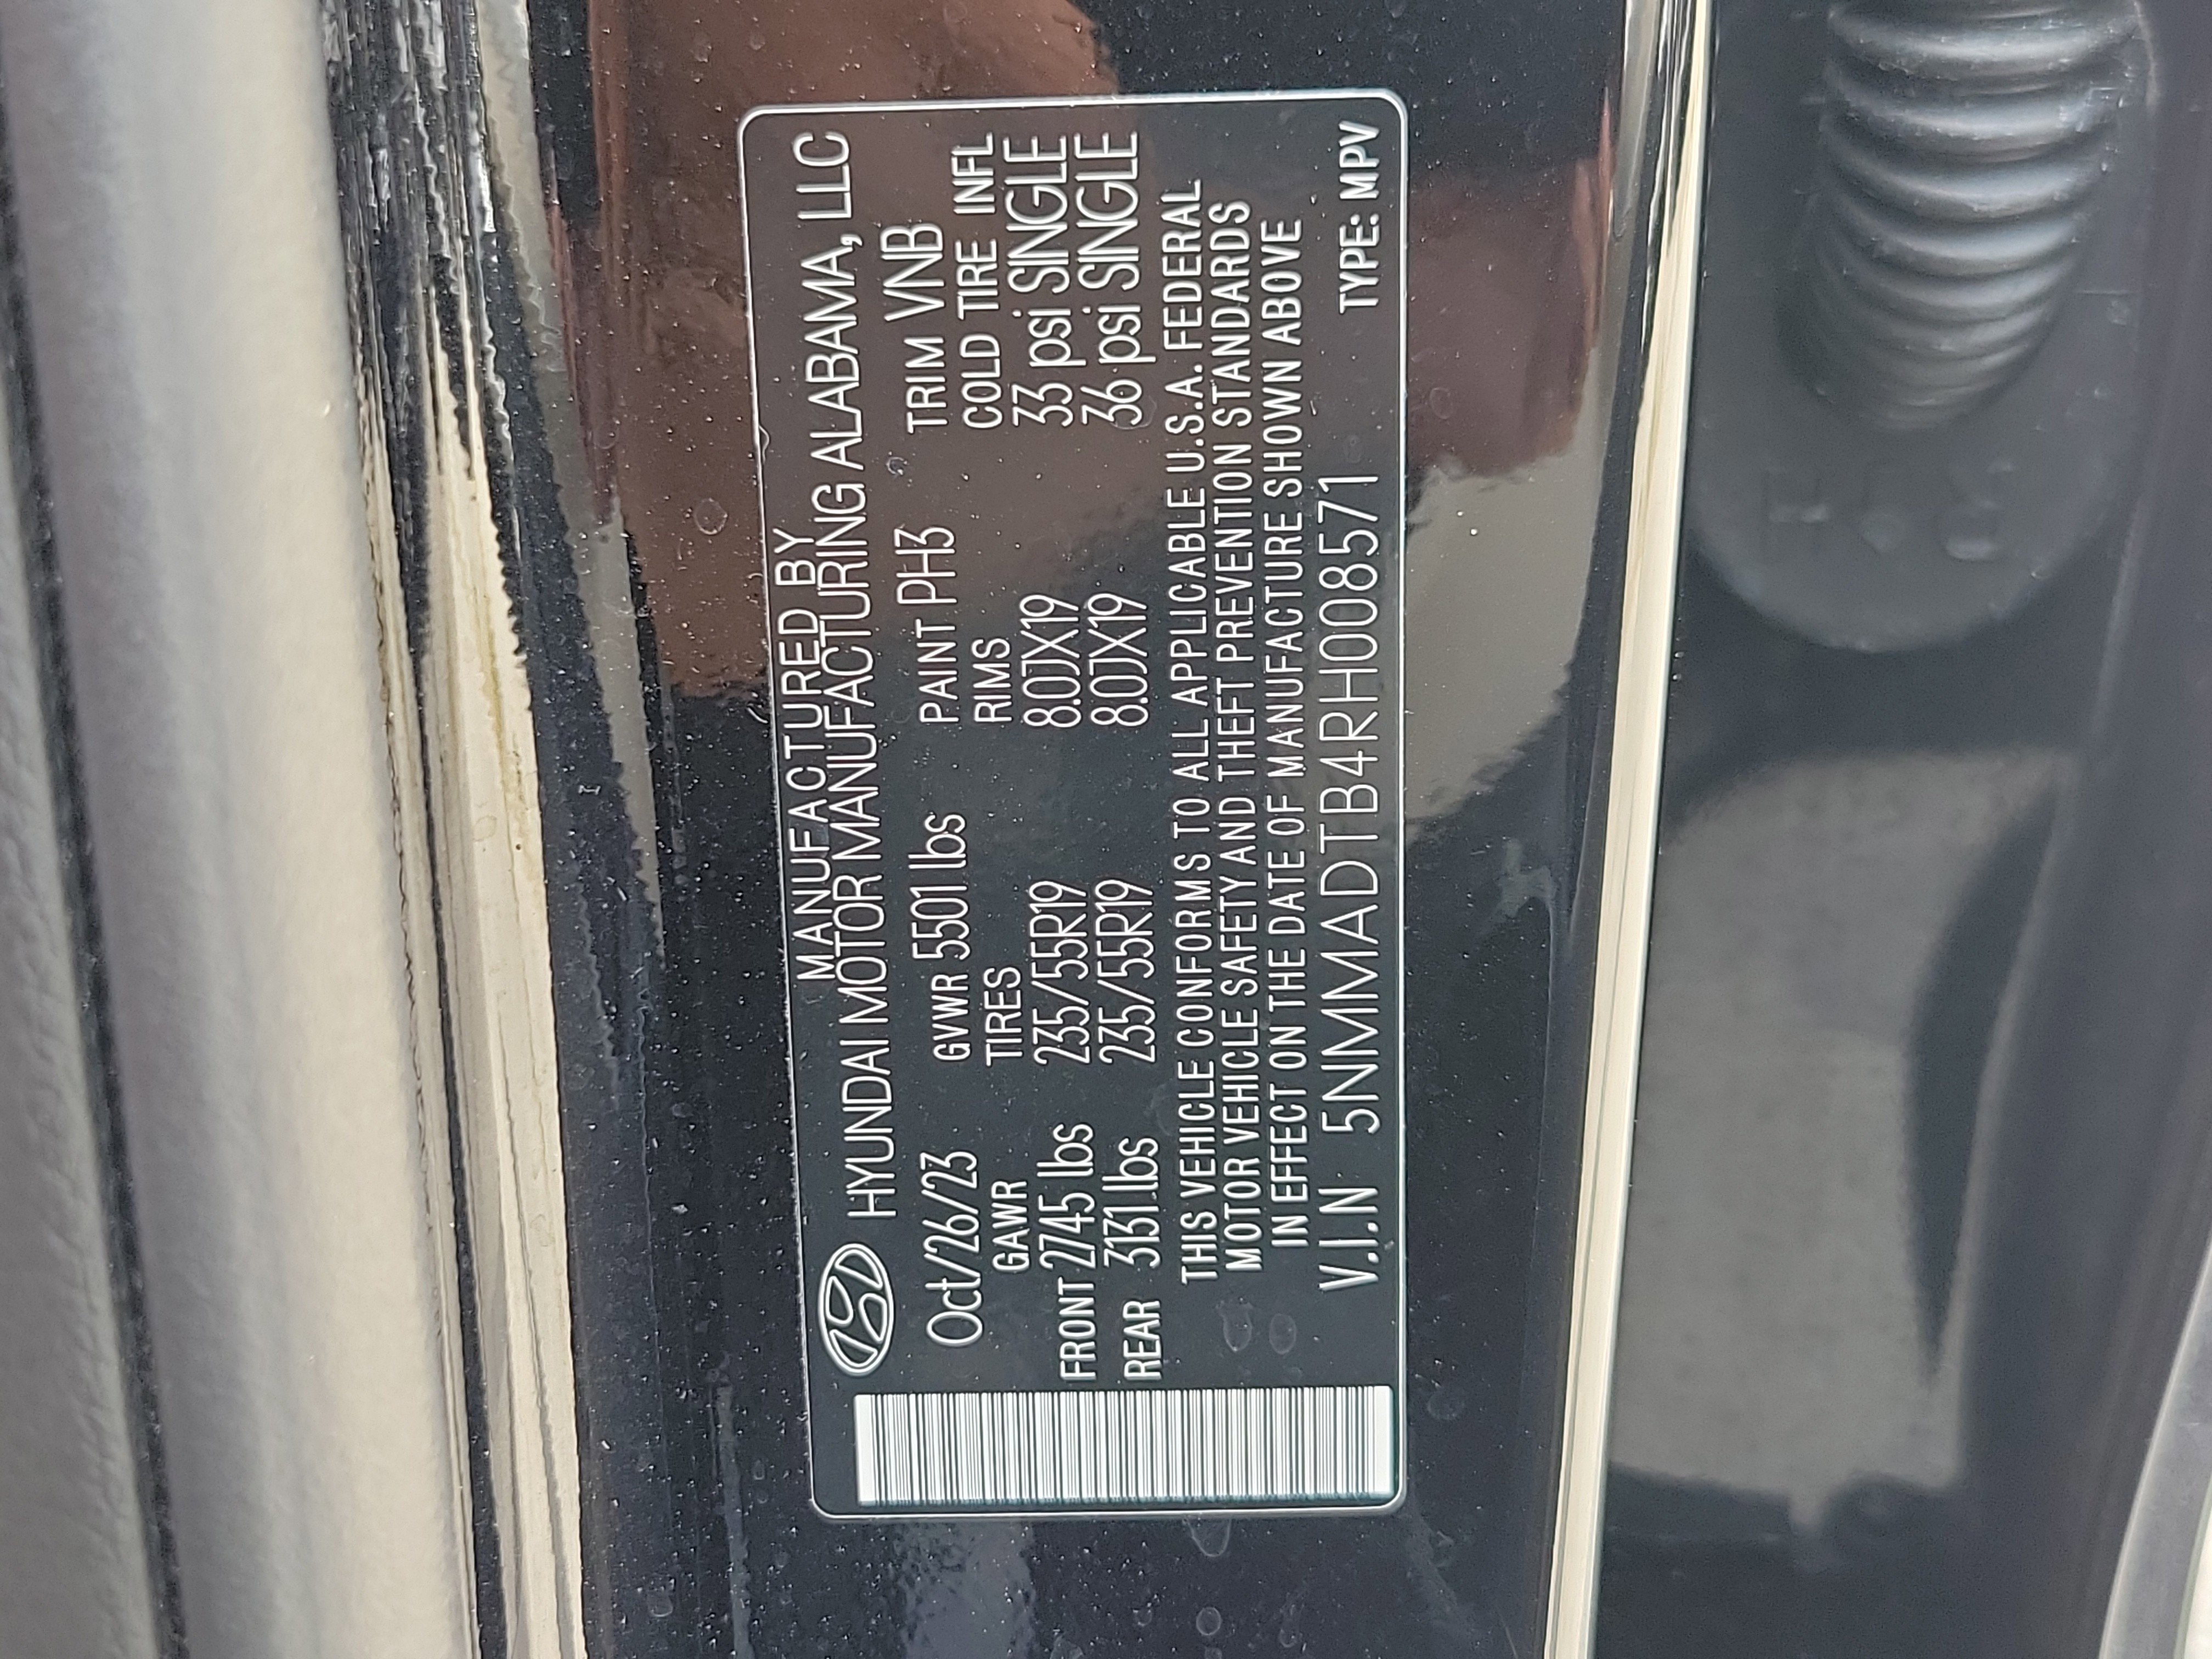 MANUFACTURED BY
HYUNDAI MOTOR MANUFACTURING ALABAMA, LLC
Oct/26/23 GVWR 5501 lbs PAINT PH3 TRIM VNB
GAWR TIRES RIMS COLD TIRE INFL
FRONT 2745 lbs 235/55R19 8.0JX19 33 psi SINGLE
REAR 3131 lbs 235/55R19 8.0JX19 36 psi SINGLE
THIS VEHICLE CONFORMS TO ALL APPLICABLE U.S.A. FEDERAL
MOTOR VEHICLE SAFETY AND THEFT PREVENTION STANDARDS
IN EFFECT ON THE DATE OF MANUFACTURE SHOWN ABOVE
V.I.N 5NMMADTB4RH008571 TYPE: MPV